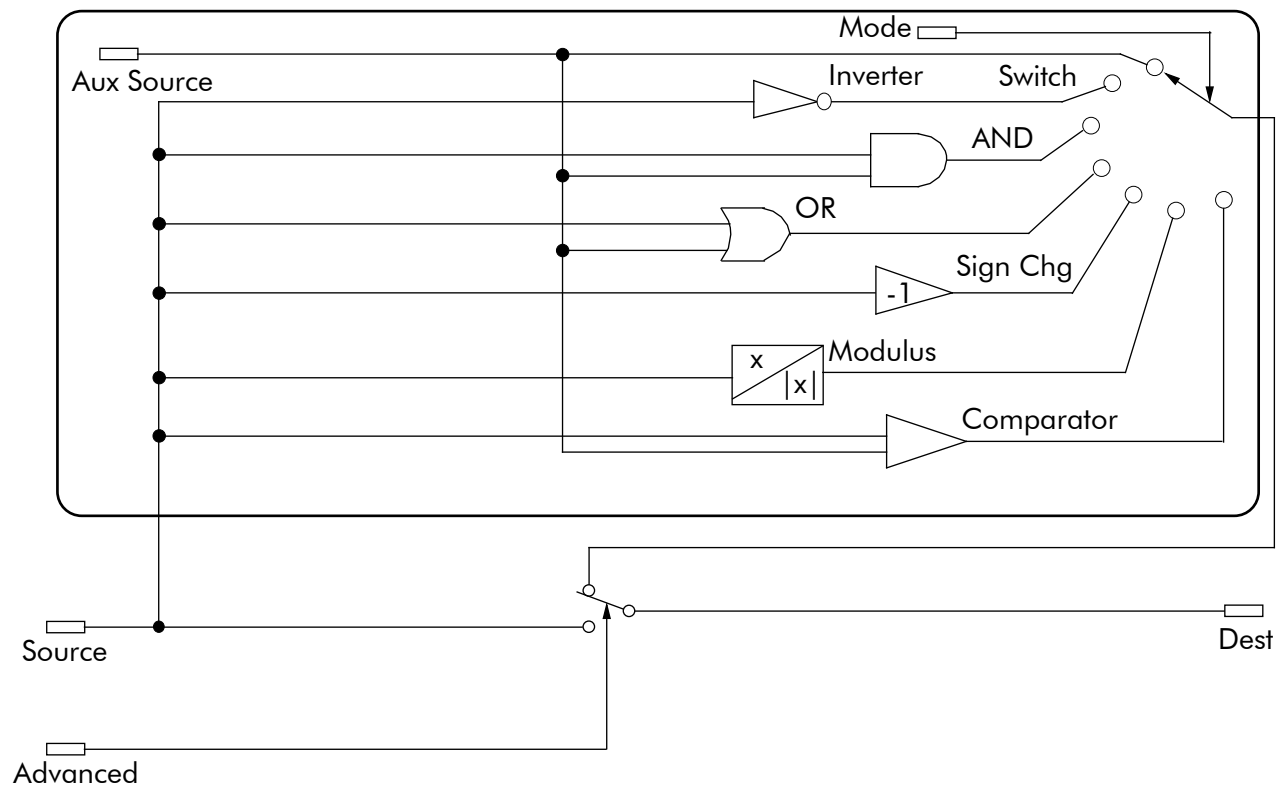 Mode
Aux Source
Inverter
Switch
AND
OR
Sign Chg
-1
x
|x|
Modulus
Comparator
Source
Dest
Advanced